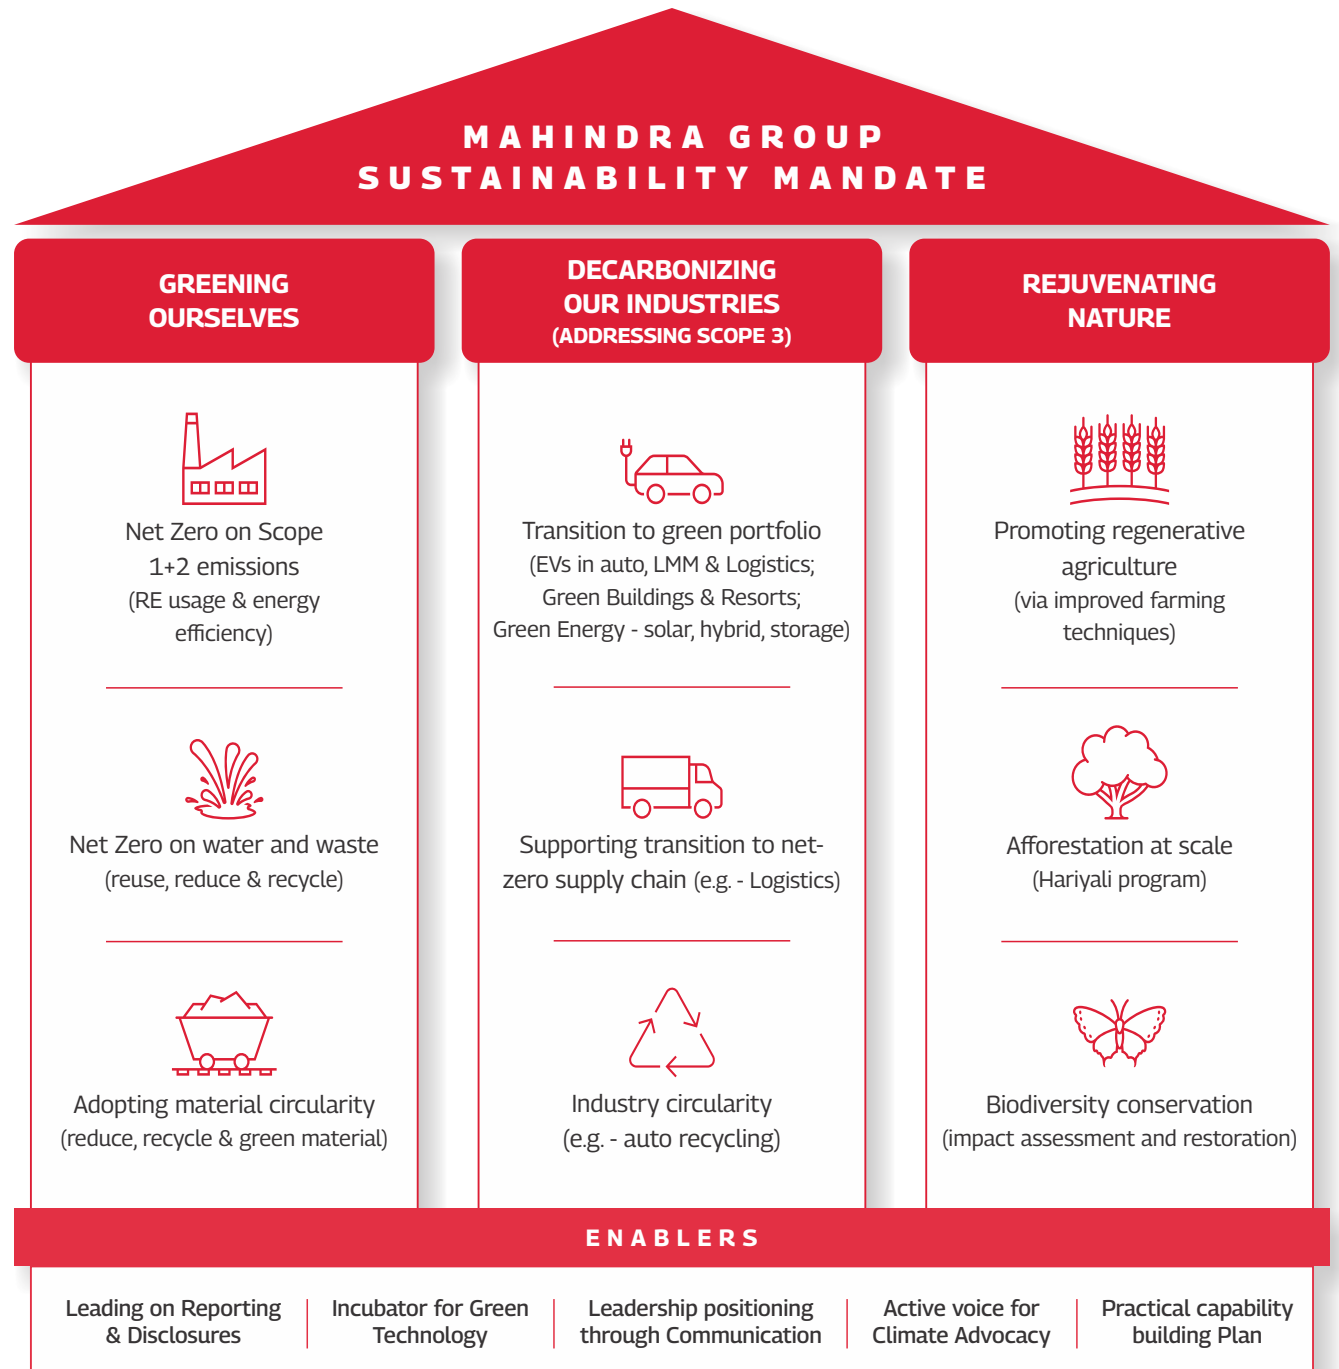 MAHINDRA GROUP
SUSTAINABILITY MANDATE
GREENING
OURSELVES
Net Zero on Scope
1+2 emissions
(RE usage & energy
efficiency)
Net Zero on water and waste
(reuse, reduce & recycle)
Adopting material circularity
(reduce, recycle & green material)
DECARBONIZING
OUR INDUSTRIES
(ADDRESSING SCOPE 3)
Transition to green portfolio
(EVs in auto, LMM & Logistics;
Green Buildings & Resorts;
Green Energy - solar, hybrid, storage)
Supporting transition to net-
zero supply chain (e.g. - Logistics)
Industry circularity
(e.g. - auto recycling)
REJUVENATING
NATURE
Promoting regenerative
agriculture
(via improved farming
techniques)
Afforestation at scale
(Hariyali program)
Biodiversity conservation
(impact assessment and restoration)
ENABLERS
Leading on Reporting
& Disclosures
Incubator for Green
Technology
Leadership positioning
through Communication
Active voice for
Climate Advocacy
Practical capability
building Plan